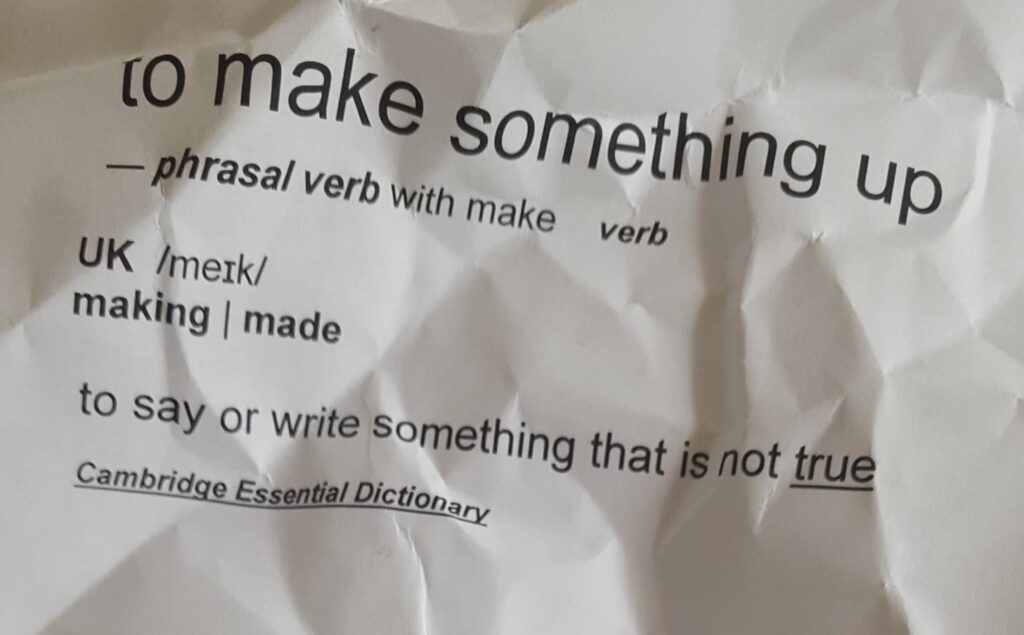 to make something up
— phrasal verb with make verb
UK /meɪk/
making | made
to say or write something that is not true
Cambridge Essential Dictionary